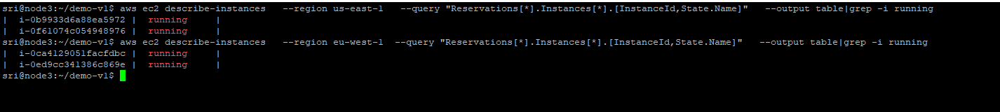 sri@node3:~/demo-v1$ aws ec2 describe-instances   --region us-east-1   --query "Reservations[*].Instances[*].[InstanceId,State.Name]"   --output table|grep -i running
|  i-0b9933d6a88ea5972 |  running     |
|  i-0f61074c054948976 |  running     |
sri@node3:~/demo-v1$ aws ec2 describe-instances   --region eu-west-1  --query "Reservations[*].Instances[*].[InstanceId,State.Name]"   --output table|grep -i running
|  i-0ca4129051facfdbc |  running     |
|  i-0ed9cc341386c869e |  running     |
sri@node3:~/demo-v1$